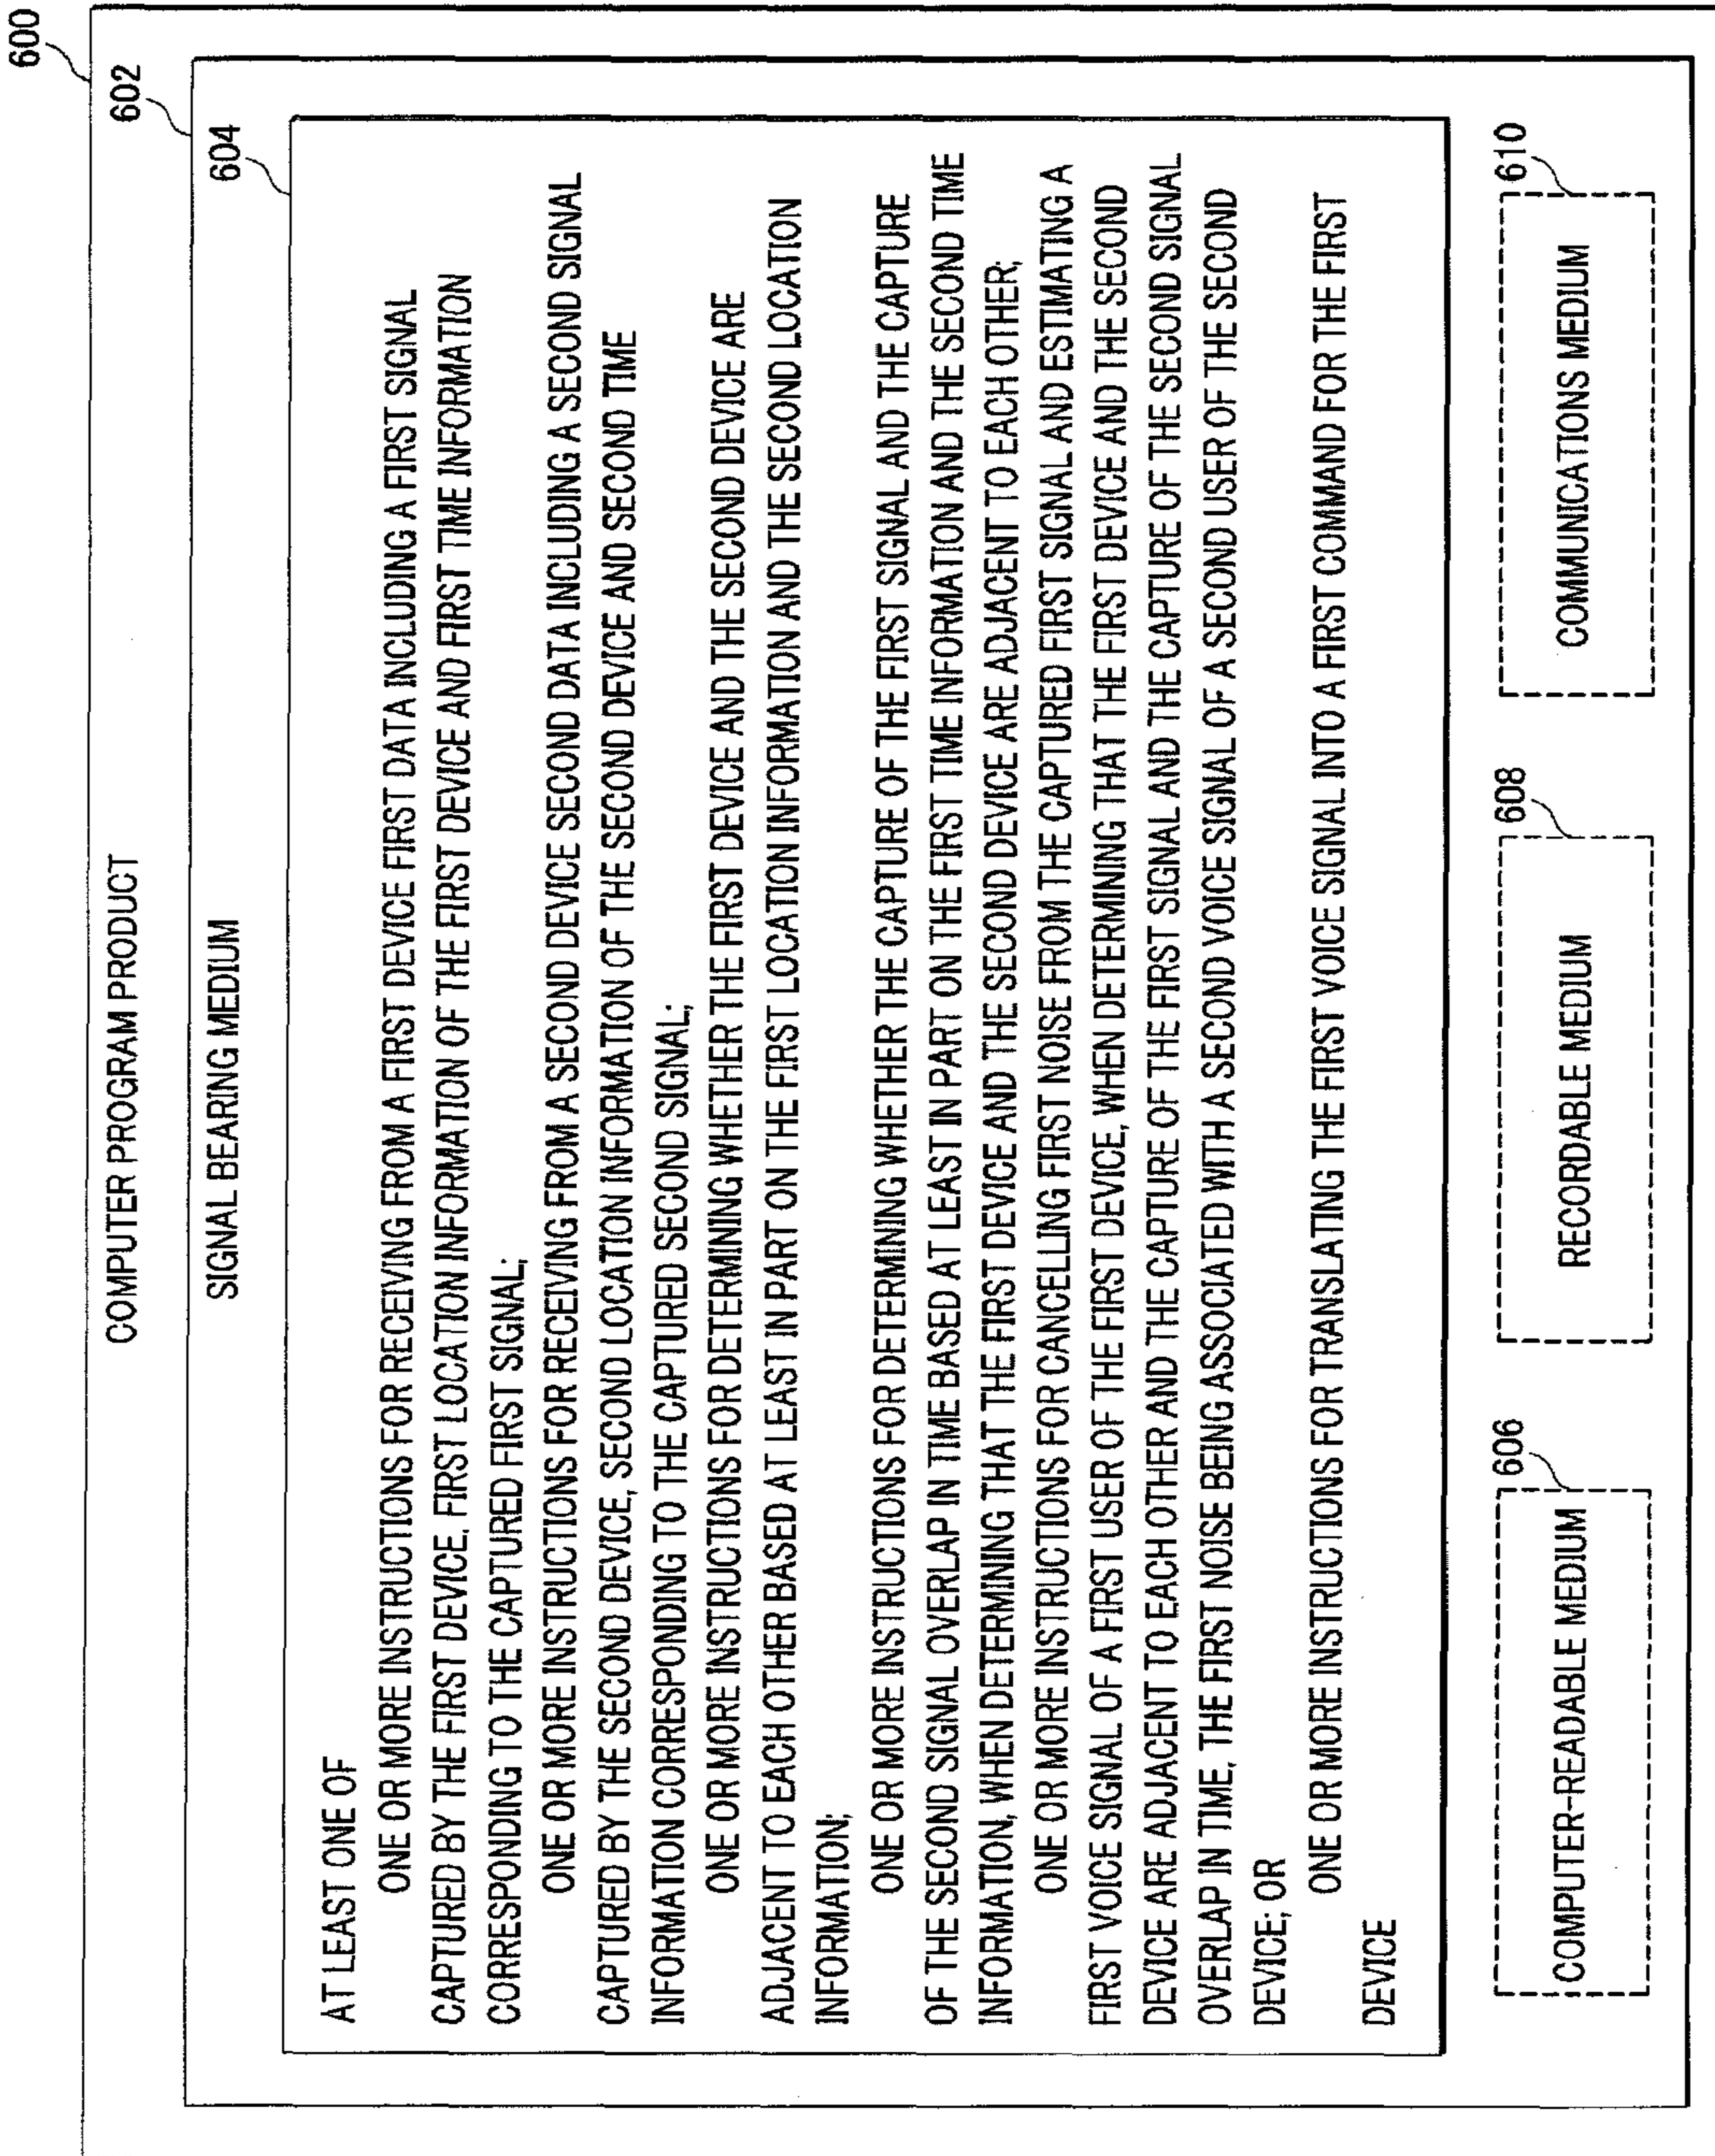 600
COMPUTER PROGRAM PRODUCT
602
SIGNAL BEARING MEDIUM
604
AT LEAST ONE OF
ONE OR MORE INSTRUCTIONS FOR RECEIVING FROM A FIRST DEVICE FIRST DATA INCLUDING A FIRST SIGNAL
CAPTURED BY THE FIRST DEVICE, FIRST LOCATION INFORMATION OF THE FIRST DEVICE AND FIRST TIME INFORMATION
CORRESPONDING TO THE CAPTURED FIRST SIGNAL;
ONE OR MORE INSTRUCTIONS FOR RECEIVING FROM A SECOND DEVICE SECOND DATA INCLUDING A SECOND SIGNAL
CAPTURED BY THE SECOND DEVICE, SECOND LOCATION INFORMATION OF THE SECOND DEVICE AND SECOND TIME
INFORMATION CORRESPONDING TO THE CAPTURED SECOND SIGNAL;
ONE OR MORE INSTRUCTIONS FOR DETERMINING WHETHER THE FIRST DEVICE AND THE SECOND DEVICE ARE
ADJACENT TO EACH OTHER BASED AT LEAST IN PART ON THE FIRST LOCATION INFORMATION AND THE SECOND LOCATION
INFORMATION;
ONE OR MORE INSTRUCTIONS FOR DETERMINING WHETHER THE CAPTURE OF THE FIRST SIGNAL AND THE CAPTURE
OF THE SECOND SIGNAL OVERLAP IN TIME BASED AT LEAST IN PART ON THE FIRST TIME INFORMATION AND THE SECOND TIME
INFORMATION, WHEN DETERMINING THAT THE FIRST DEVICE AND THE SECOND DEVICE ARE ADJACENT TO EACH OTHER;
ONE OR MORE INSTRUCTIONS FOR CANCELLING FIRST NOISE FROM THE CAPTURED FIRST SIGNAL AND ESTIMATING A
FIRST VOICE SIGNAL OF A FIRST USER OF THE FIRST DEVICE, WHEN DETERMINING THAT THE FIRST DEVICE AND THE SECOND
DEVICE ARE ADJACENT TO EACH OTHER AND THE CAPTURE OF THE FIRST SIGNAL AND THE CAPTURE OF THE SECOND SIGNAL
OVERLAP IN TIME, THE FIRST NOISE BEING ASSOCIATED WITH A SECOND VOICE SIGNAL OF A SECOND USER OF THE SECOND
DEVICE; OR
ONE OR MORE INSTRUCTIONS FOR TRANSLATING THE FIRST VOICE SIGNAL INTO A FIRST COMMAND FOR THE FIRST
DEVICE
606
COMPUTER-READABLE MEDIUM
608
RECORDABLE MEDIUM
610
COMMUNICATIONS MEDIUM